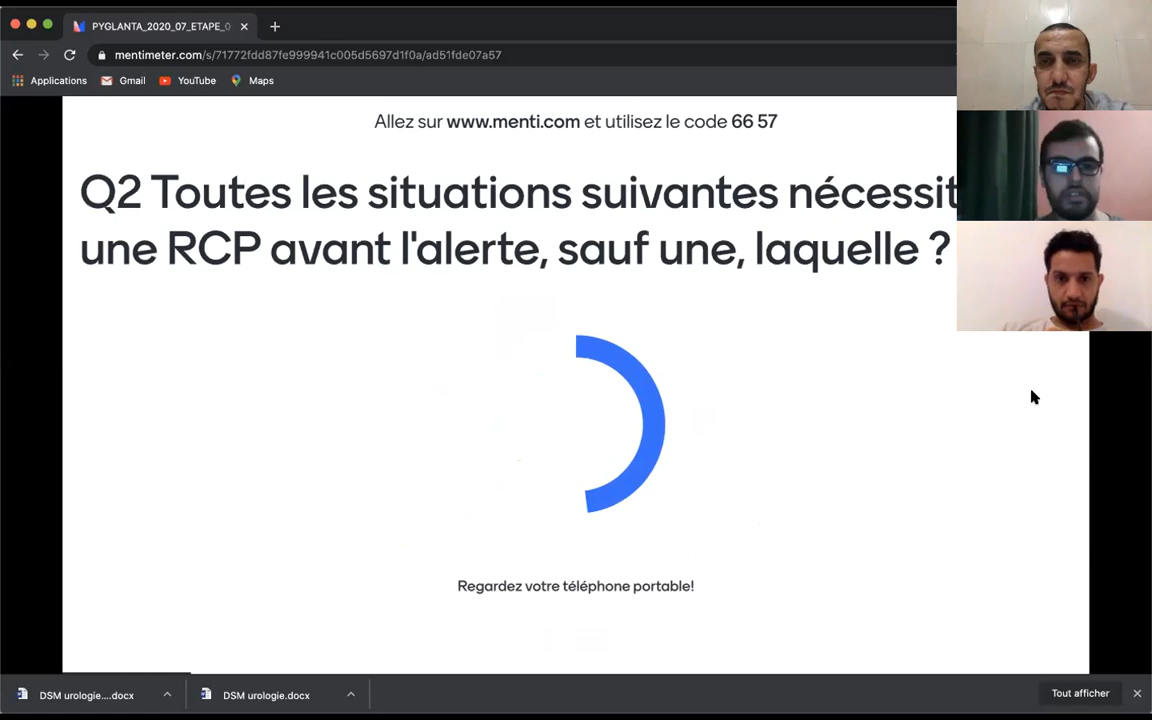 PYGLANTA_2020_07_ETAPE_0
mentimeter.com/s/71772fdd87fe999941c005d5697d1f0a/ad51fde07a57
Applications Gmail YouTube Maps
Allez sur www.menti.com et utilisez le code 66 57
Q2 Toutes les situations suivantes nécessit
une RCP avant l'alerte, sauf une, laquelle ?
Regardez votre téléphone portable!
DSM urologie....docx DSM urologie.docx Tout afficher